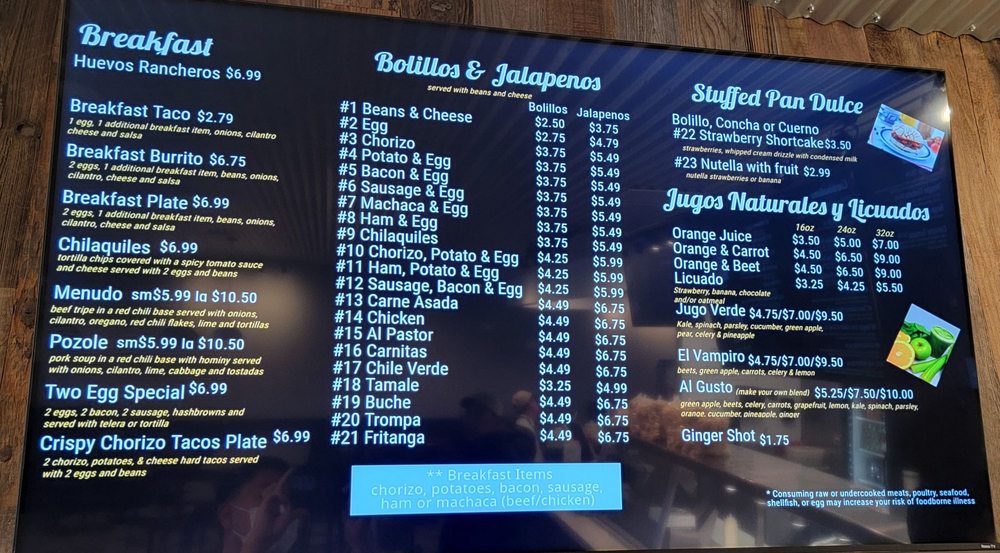 Breakfast
Huevos Rancheros $6.99
Breakfast Taco $2.79
1 egg, 1 additional breakfast item, onions, cilantro
cheese and salsa
Breakfast Burrito $6.75
2 eggs, 1 additional breakfast item, beans, onions,
cilantro, cheese and salsa
Breakfast Plate $6.99
2 eggs, 1 additional breakfast item, beans, onions,
cilantro, cheese and salsa
Chilaquiles $6.99
tortilla chips covered with a spicy tomato sauce
and cheese served with 2 eggs and beans
Menudo sm$5.99 la $10.50
beef tripe in a red chili base served with onions,
cilantro, oregano, red chili flakes, lime and tortillas
Pozole sm$5.99 la $10.50
pork soup in a red chili base with hominy served
with onions, cilantro, lime, cabbage and tostadas
Two Egg Special $6.99
2 eggs, 2 bacon, 2 sausage, hashbrowns and
served with telera or tortilla
Crispy Chorizo Tacos Plate $6.99
2 chorizo, potatoes, & cheese hard tacos served
with 2 eggs and beans
Bolillos & Jalapenos
served with beans and cheese
Bolillos Jalapenos
#1 Beans & Cheese $2.50 $3.75
#2 Egg $2.75 $4.79
#3 Chorizo $3.75 $5.49
#4 Potato & Egg $3.75 $5.49
#5 Bacon & Egg $3.75 $5.49
#6 Sausage & Egg $3.75 $5.49
#7 Machaca & Egg $3.75 $5.49
#8 Ham & Egg $3.75 $5.49
#9 Chilaquiles $3.75 $5.49
#10 Chorizo, Potato & Egg $4.25 $5.99
#11 Ham, Potato & Egg $4.25 $5.99
#12 Sausage, Bacon & Egg $4.25 $5.99
#13 Carne Asada $4.49 $6.75
#14 Chicken $4.49 $6.75
#15 Al Pastor $4.49 $6.75
#16 Carnitas $4.49 $6.75
#17 Chile Verde $4.49 $6.75
#18 Tamale $3.25 $4.99
#19 Buche $4.49 $6.75
#20 Trompa $4.49 $6.75
#21 Fritanga $4.49 $6.75
** Breakfast Items
chorizo, potatoes, bacon, sausage,
ham or machaca (beef/chicken)
Stuffed Pan Dulce
Bolillo, Concha or Cuerno
#22 Strawberry Shortcake $3.50
strawberries, whipped cream drizzle with condensed milk
#23 Nutella with fruit $2.99
nutella strawberries or banana
Jugos Naturales y Licuados
16oz 24oz 32oz
Orange Juice $3.50 $5.00 $7.00
Orange & Carrot $4.50 $6.50 $9.00
Orange & Beet $4.50 $6.50 $9.00
Licuado $3.25 $4.25 $5.50
Strawberry, banana, chocolate
and/or oatmeal
Jugo Verde $4.75/$7.00/$9.50
Kale, spinach, parsley, cucumber, green apple,
pear, celery & pineapple
El Vampiro $4.75/$7.00/$9.50
beets, green apple, carrots, celery & lemon
Al Gusto (make your own blend) $5.25/$7.50/$10.00
green apple, beets, celery, carrots, grapefruit, lemon, kale, spinach, parsley,
orange, cucumber, pineapple, ginger
Ginger Shot $1.75
* Consuming raw or undercooked meats, poultry, seafood,
shellfish, or egg may increase your risk of foodborne illness